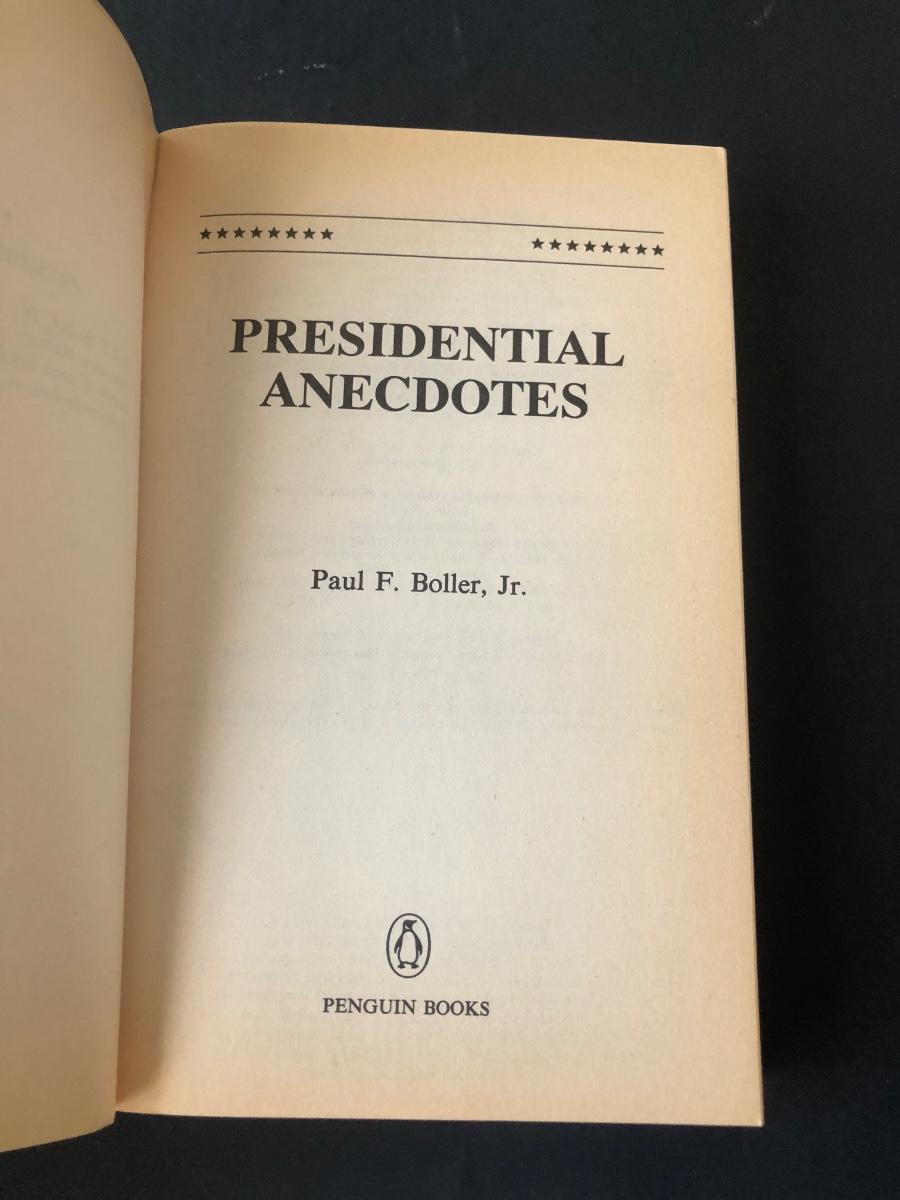 ★★★★★★★★ ★★★★★★★★
PRESIDENTIAL
ANECDOTES
Paul F. Boller, Jr.
PENGUIN BOOKS